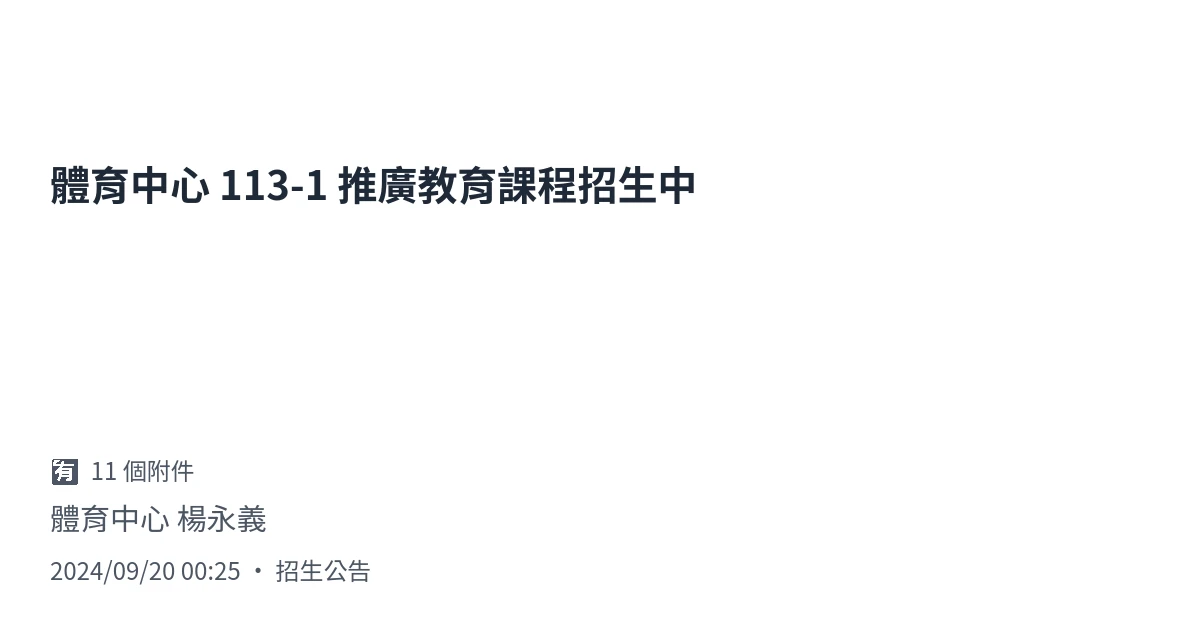 體育中心 113-1 推廣教育課程招生中
有 11 個附件
體育中心 楊永義
2024/09/20 00:25 • 招生公告